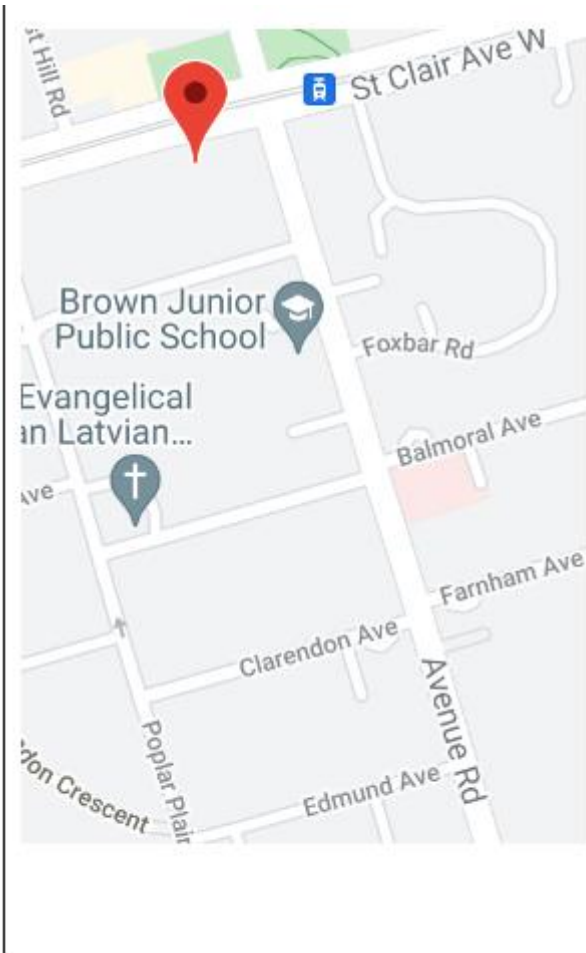 st Hill Rd
St Clair Ave W
Brown Junior
Public School
Foxbar Rd
Evangelical
an Latvian...
Balmoral Ave
Ave
Farnham Ave
Clarendon Ave
Avenue Rd
Poplar Plain
don Crescent
Edmund Ave